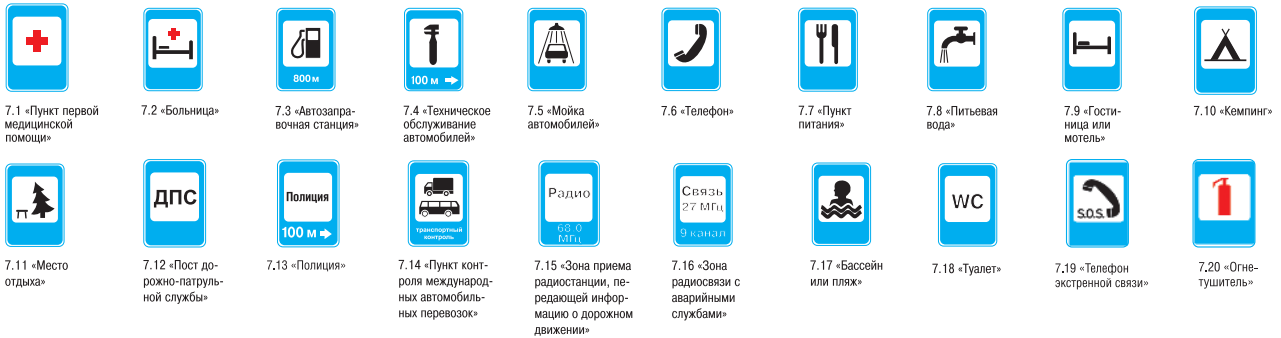 800 м
100 м
7.1 «Пункт первой
медицинской
помощи»
7.2 «Больница»
7.3 «Автозапра-
вочная станция»
7.4 «Техническое
обслуживание
автомобилей»
7.5 «Мойка
автомобилей»
7.6 «Телефон»
7.7 «Пункт
питания»
7.8 «Питьевая
вода»
7.9 «Гости-
ница или
мотель»
7.10 «Кемпинг»
ДПС
Полиция
100 м
транспортный
контроль
Радио
68.0
МГц
Связь
27 МГц
9 канал
WC
S.O.S.
7.11 «Место
отдыха»
7.12 «Пост до-
рожно-патруль-
ной службы»
7.13 «Полиция»
7.14 «Пункт конт-
роля международ-
ных автомобиль-
ных перевозок»
7.15 «Зона приема
радиостанции, пе-
редающей инфор-
мацию о дорожном
движении»
7.16 «Зона
радиосвязи с
аварийными
службами»
7.17 «Бассейн
или пляж»
7.18 «Туалет»
7.19 «Телефон
экстренной связи»
7.20 «Огне-
тушитель»